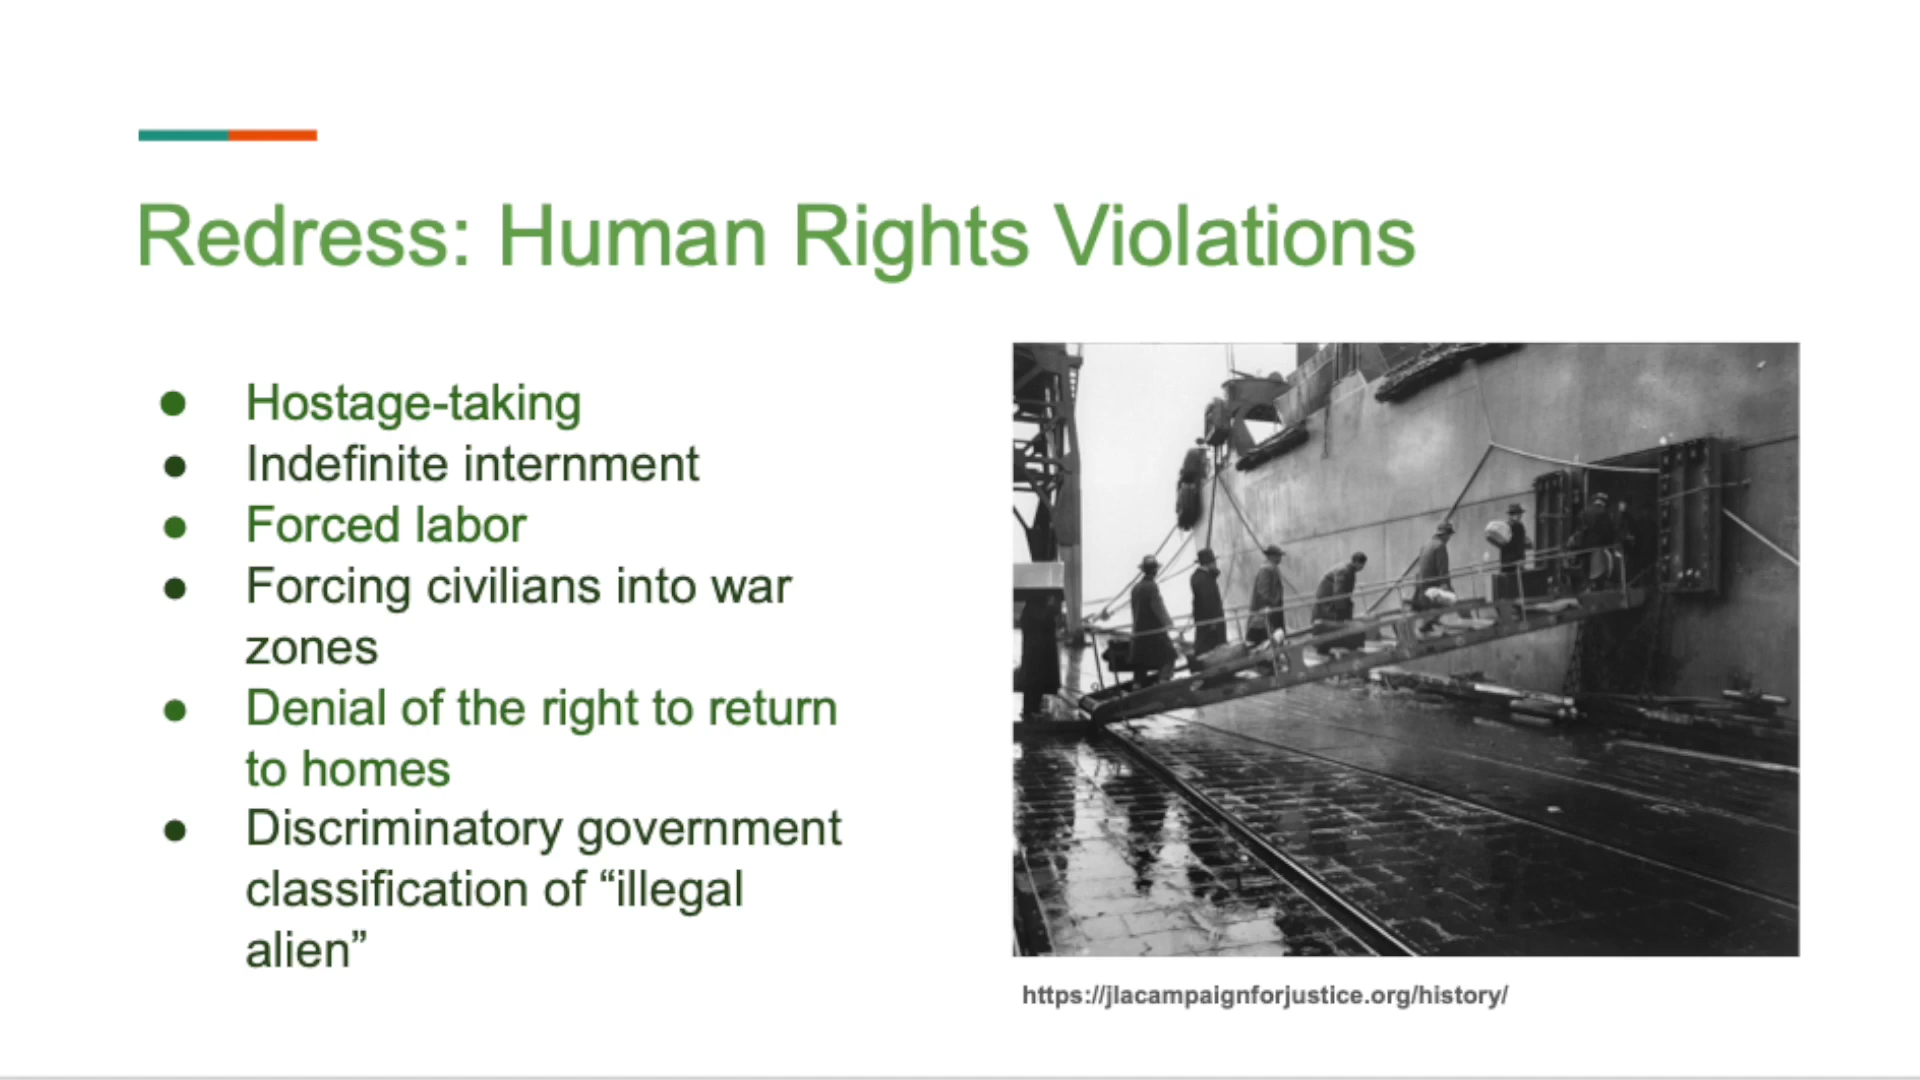 Redress: Human Rights Violations
● Hostage-taking
● Indefinite internment
● Forced labor
● Forcing civilians into war
zones
● Denial of the right to return
to homes
● Discriminatory government
classification of “illegal
alien”
https://jlacampaignforjustice.org/history/